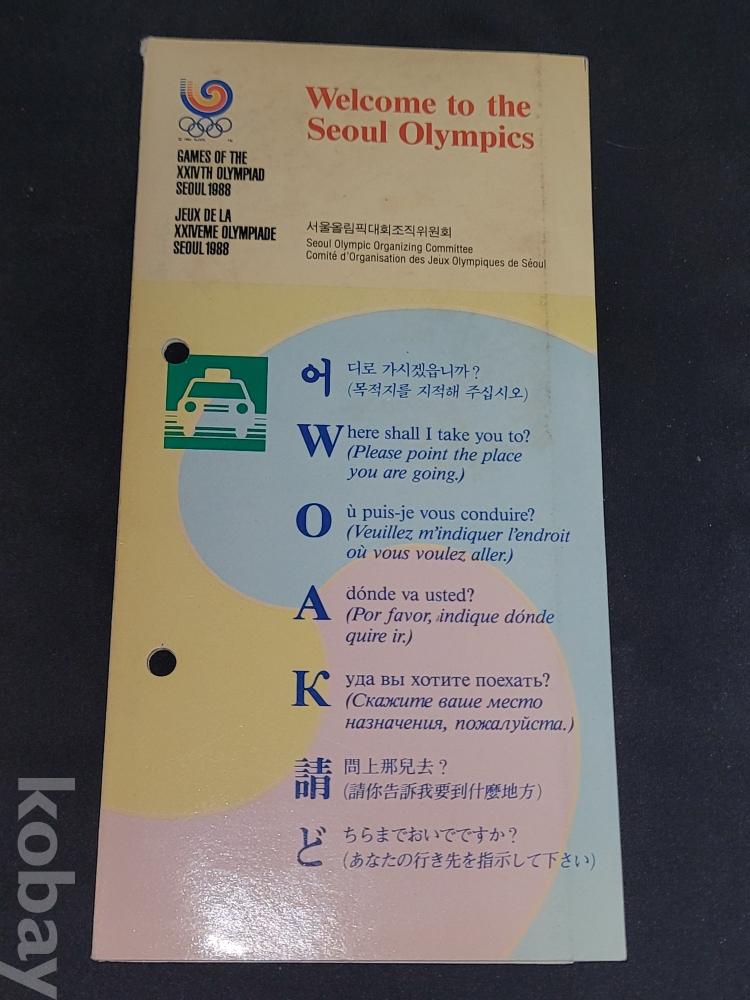 Welcome to the
Seoul Olympics
GAMES OF THE
XXIVTH OLYMPIAD
SEOUL 1988
JEUX DE LA
XXIVEME OLYMPIADE
SEOUL 1988
서울올림픽대회조직위원회
Seoul Olympic Organizing Committee
Comité d'Organisation des Jeux Olympiques de Séoul
어디로 가시겠읍니까?
(목적지를 지적해 주십시오)
Where shall I take you to?
(Please point the place
you are going.)
Où puis-je vous conduire?
(Veuillez m'indiquer l'endroit
où vous voulez aller.)
Adónde va usted?
(Por favor, indique dónde
quire ir.)
Куда вы хотите поехать?
(Скажите ваше место
назначения, пожалуйста.)
請問上那兒去?
(請你告訴我要到什麼地方)
どちらまでおいでですか?
(あなたの行き先を指示して下さい)
kobay